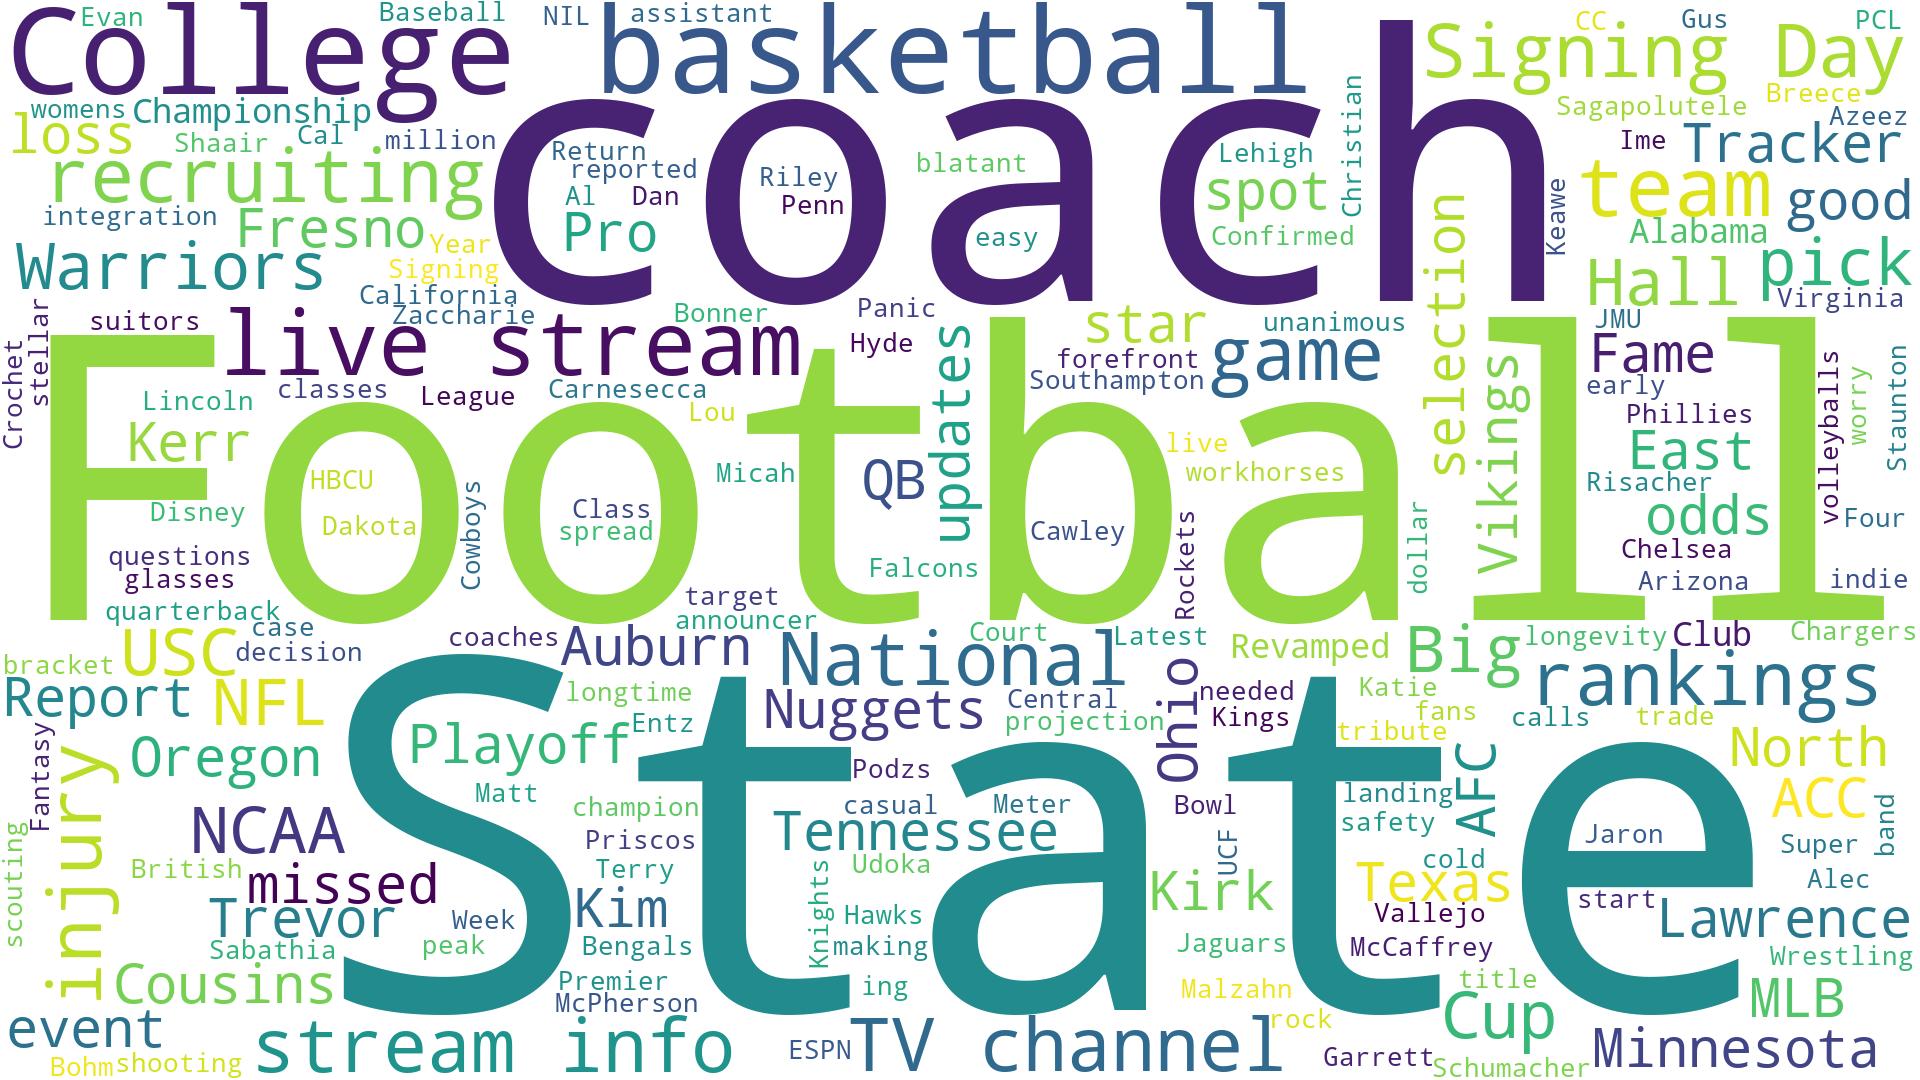 College
Evan
Baseball
NIL
assistant
basketball
coach
Signing Day
CC
Gus
PCL
womens
Championship
loss
Shaair
Cal
million
recruiting
Return
reported
Al
Dan
Riley
Penn
blatant
easy
Lehigh
spot
Confirmed
Christian
Sagapolutele
Breece
Azeez
Ime
Tracker
team
good
Keawe
Alabama
integration
Fresno
Year
Signing
Pro
Warriors
California
Zaccharie
Hall
pick
Virginia
selection
stellar
Crochet
suitors
live stream
Bonner
Panic
Hyde
updates
star
unanimous
forefront
Southampton
game
JMU
Fame
early
Football
Lincoln
classes
League
Carnesecca
Lou
Kerr
HBCU
Dakota
Cowboys
Disney
Class
spread
Micah
QB
live
workhorses
Vikings
Phillies
East
Risacher
odds
volleyballs
worry
Staunton
Four
Cawley
Rockets
dollar
Chelsea
Arizona
indie
questions
glasses
quarterback
Falcons
target
announcer
case
decision
coaches
Auburn
Court
Latest
National
Revamped
Big
longevity
Club
Chargers
bracket
USC
Report
NFL
State
longtime
Entz
Playoff
Nuggets
Central
projection
Ohio
needed
Kings
Katie
fans
tribute
calls
trade
rankings
Fantasy
injury
Oregon
Matt
Podzs
AFC
North
ACC
NCAA
champion
Priscos
casual
Meter
Tennessee
Bowl
UCF
landing
safety
Jaron
Super
band
scouting
British
missed
Terry
Udoka
Knights
Kirk
cold
Texas
Alec
Trevor
Week
Kim
Hawks
Vallejo
start
Lawrence
Sabathia
peak
Bengals
making
Jaguars
McCaffrey
Wrestling
Cousins
Premier
McPherson
ing
Malzahn
title
Cup
MLB
event
stream info
ESPN
TV channel
rock
Minnesota
Bohm
shooting
Garrett
Schumacher